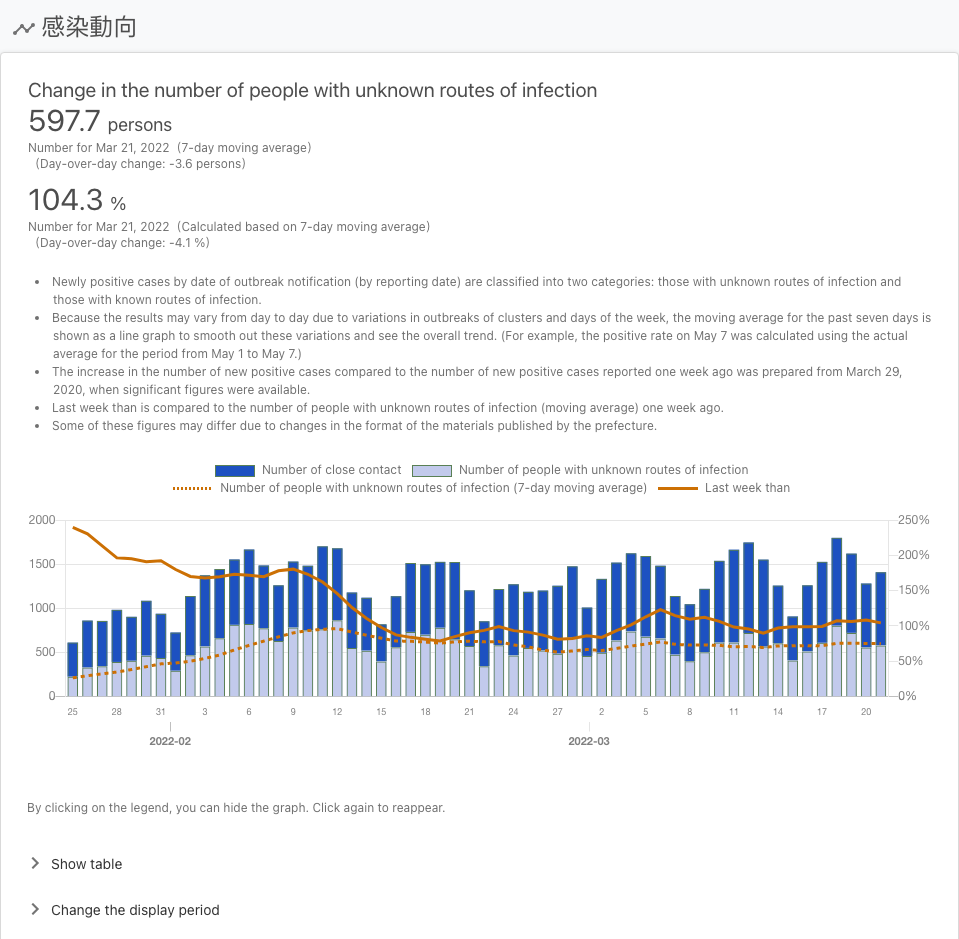 感染動向
Change in the number of people with unknown routes of infection
597.7 persons
Number for Mar 21, 2022 (7-day moving average)
(Day-over-day change: -3.6 persons)
104.3 %
Number for Mar 21, 2022 (Calculated based on 7-day moving average)
(Day-over-day change: -4.1 %)
• Newly positive cases by date of outbreak notification (by reporting date) are classified into two categories: those with unknown routes of infection and
those with known routes of infection.
• Because the results may vary from day to day due to variations in outbreaks of clusters and days of the week, the moving average for the past seven days is
shown as a line graph to smooth out these variations and see the overall trend. (For example, the positive rate on May 7 was calculated using the actual
average for the period from May 1 to May 7.)
• The increase in the number of new positive cases compared to the number of new positive cases reported one week ago was prepared from March 29,
2020, when significant figures were available.
• Last week than is compared to the number of people with unknown routes of infection (moving average) one week ago.
• Some of these figures may differ due to changes in the format of the materials published by the prefecture.
Number of close contact Number of people with unknown routes of infection
Number of people with unknown routes of infection (7-day moving average) Last week than
2000 250%
200%
1500
150%
1000
100%
500
50%
0 0%
25 28 31 3 6 9 12 15 18 21 24 27 2 5 8 11 14 17 20
2022-02 2022-03
By clicking on the legend, you can hide the graph. Click again to reappear.
Show table
Change the display period